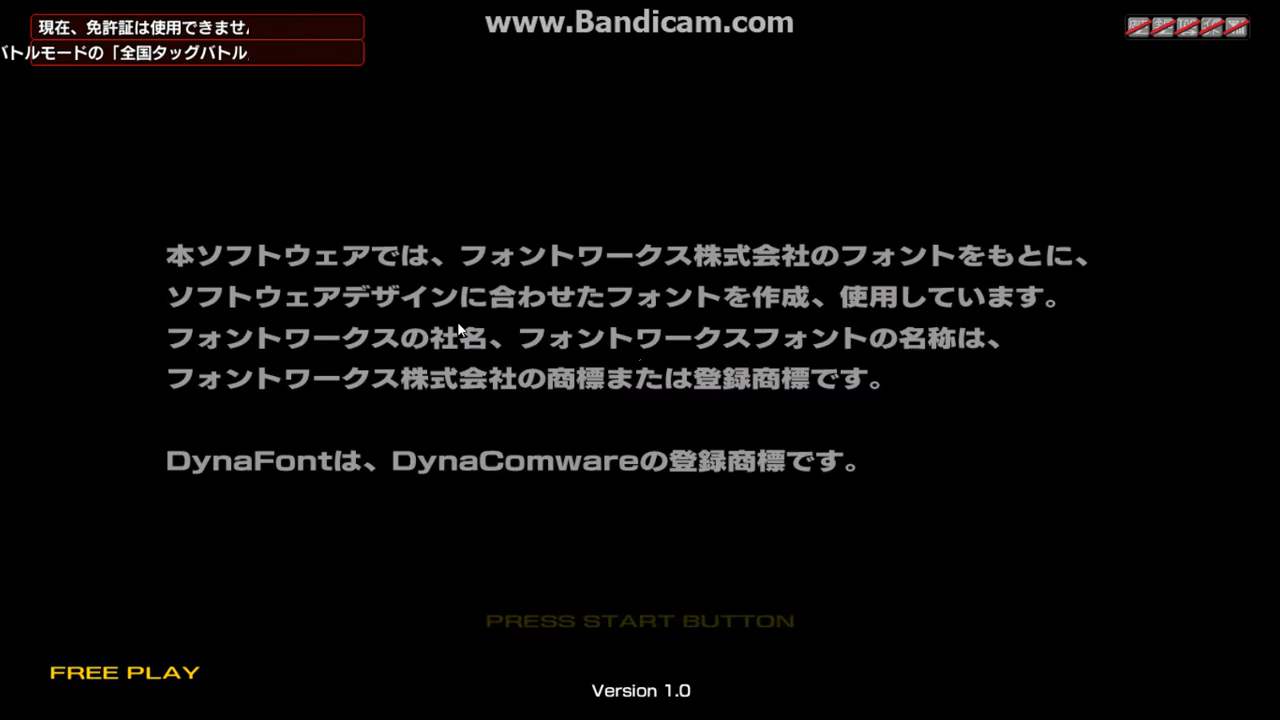 現在、免許証は使用できませ
www.Bandicam.com
バトルモードの「全国タッグバトル
本ソフトウェアでは、フォントワークス株式会社のフォントをもとに、
ソフトウェアデザインに合わせたフォントを作成、使用しています。
フォントワークスの社名、フォントワークスフォントの名称は、
フォントワークス株式会社の商標または登録商標です。
DynaFontは、DynaComwareの登録商標です。
PRESS START BUTTON
FREE PLAY
Version 1.0